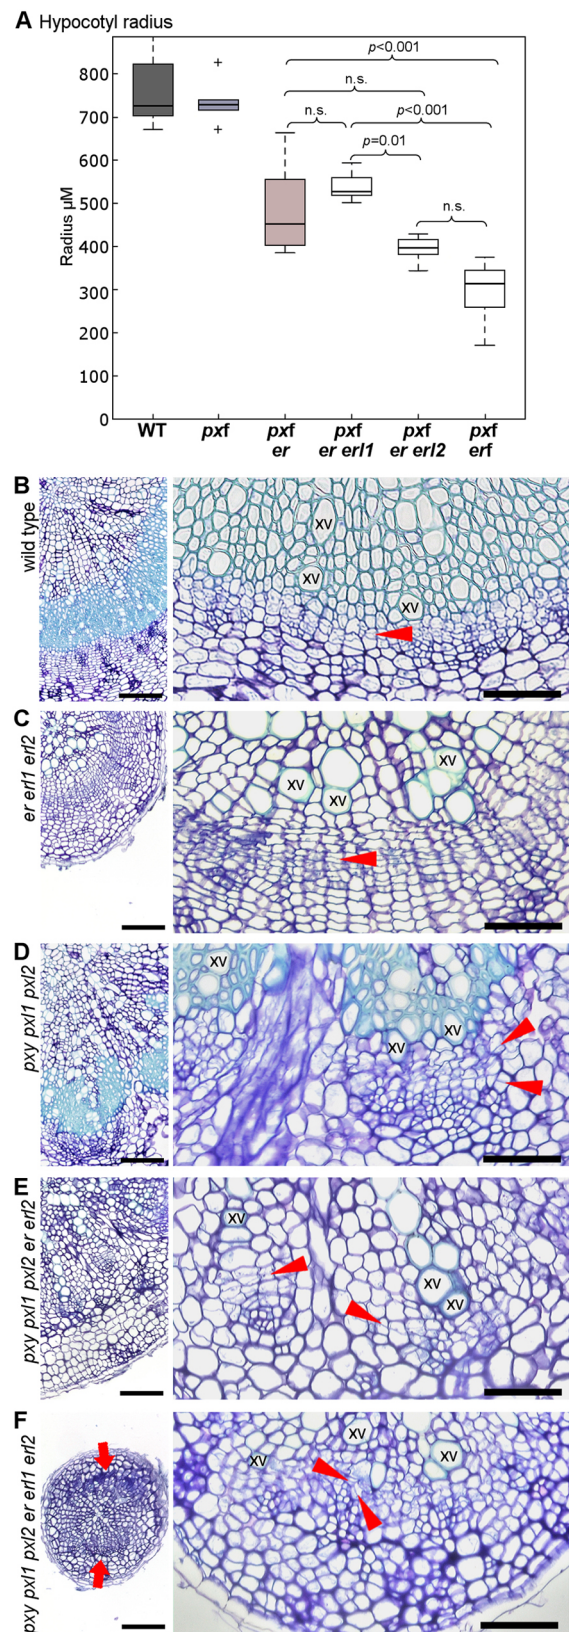 A Hypocotyl radius
p<0.001
800
n.s.
700
n.s.
p<0.001
600
p=0.01
500
n.s.
400
300
200
100
0
Radius µM
WT
pxf
pxf
er
pxf
er erl1
pxf
er erl2
pxf
erf
B
wild type
XV
XV
XV
C
er erl1 erl2
XV
XV
XV
D
pxy pxl1 pxl2
XV
XV
XV
E
pxy pxl1 pxl2 er erl2
XV
XV
XV
F
pxy pxl1 pxl2 er erl1 erl2
XV
XV
XV